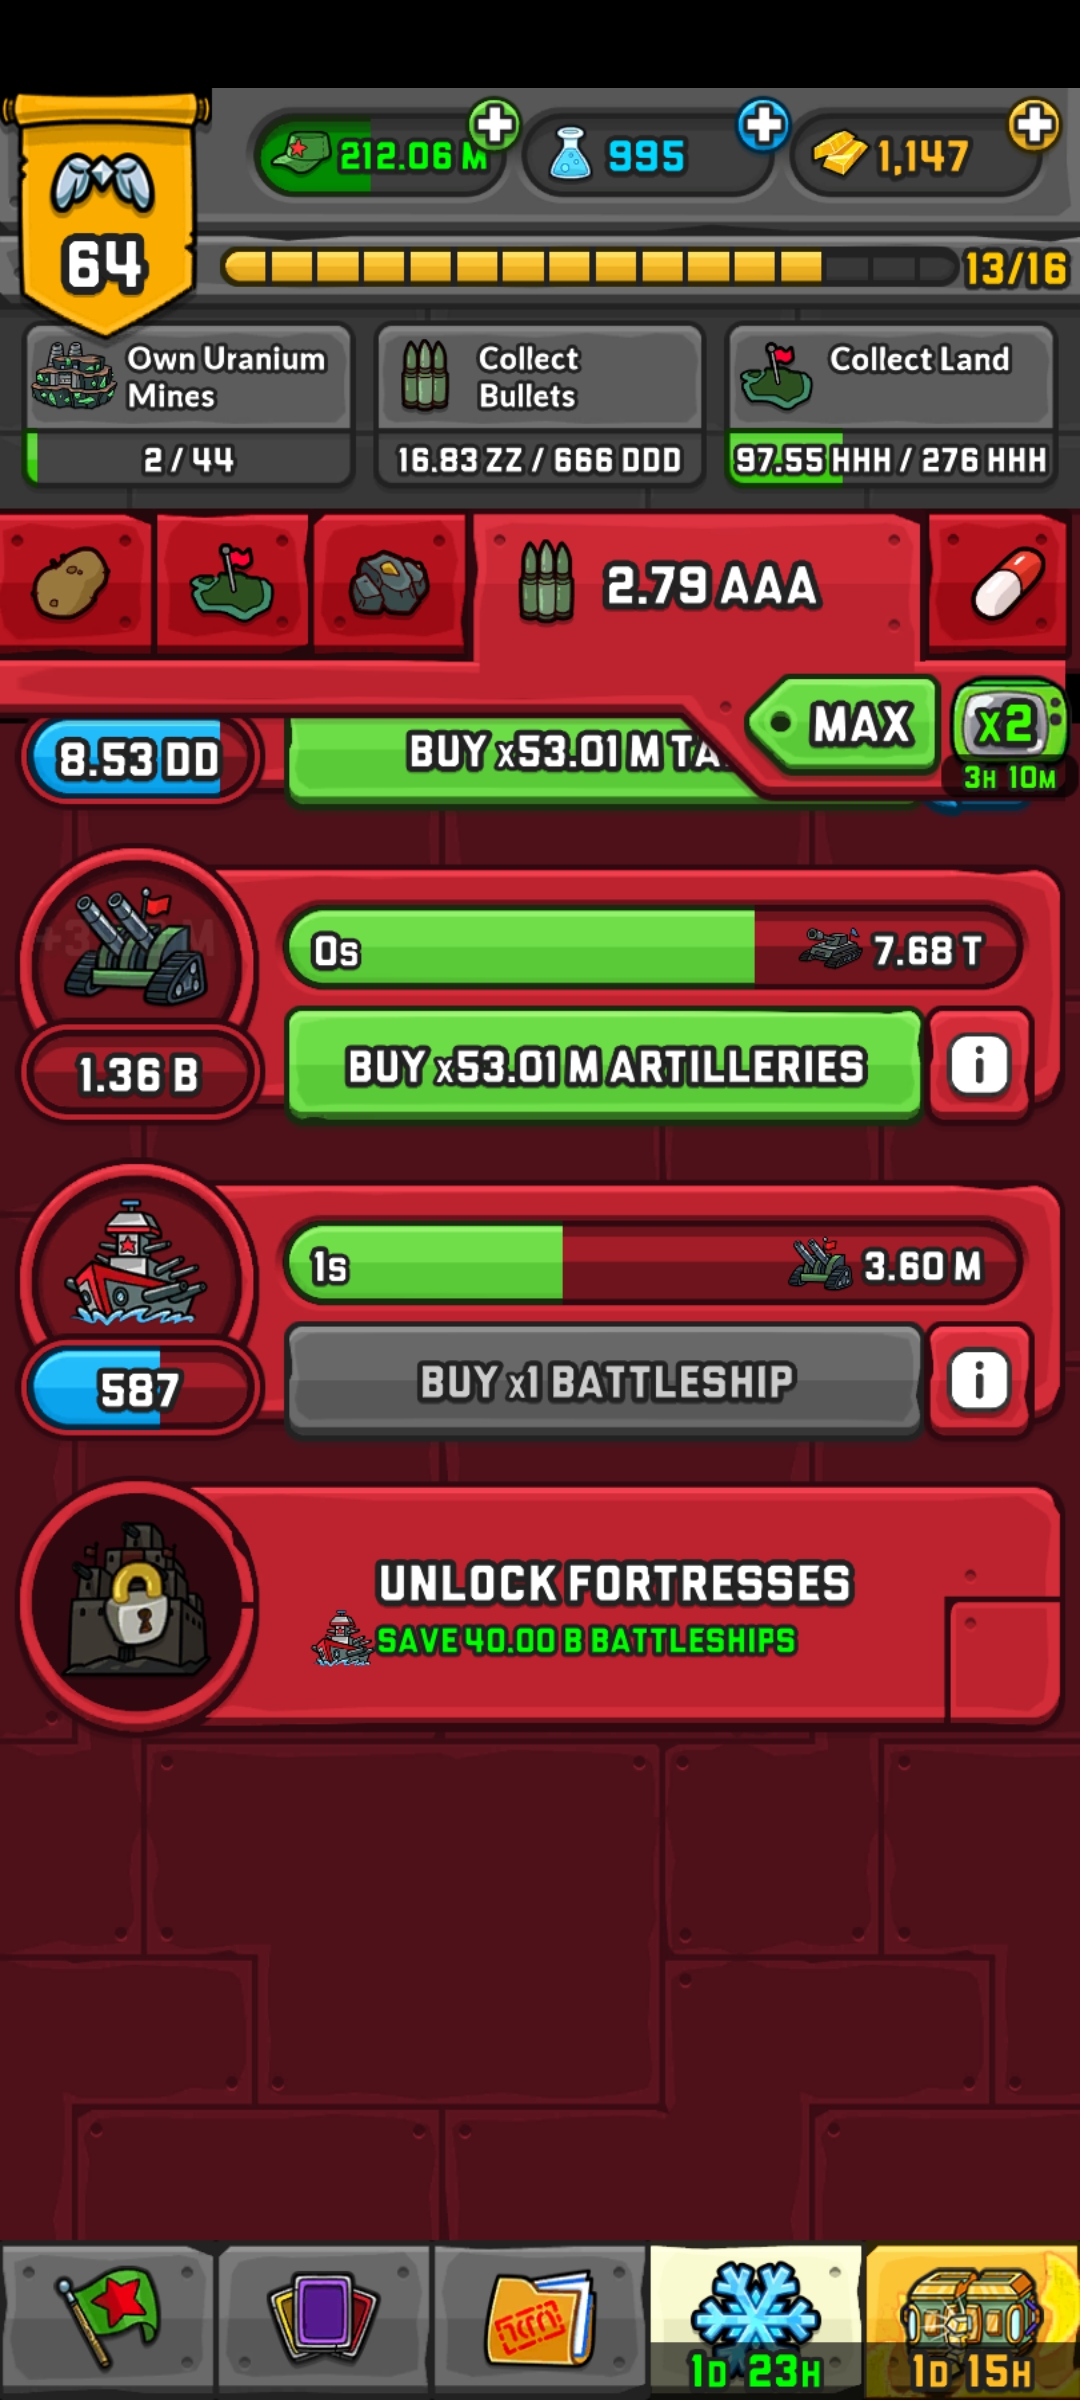 64
212.06 M
995
1,147
13/16
Own Uranium
Mines
2 / 44
Collect
Bullets
16.83 ZZ / 666 DDD
Collect Land
97.55 HHH / 276 HHH
2.79 AAA
MAX
X2
3H 10M
8.53 DD
BUY x53.01 M TA
0s
7.68 T
1.36 B
BUY x53.01 M ARTILLERIES
i
1s
3.60 M
587
BUY x1 BATTLESHIP
i
UNLOCK FORTRESSES
SAVE 40.00 B BATTLESHIPS
1D 23H
1D 15H